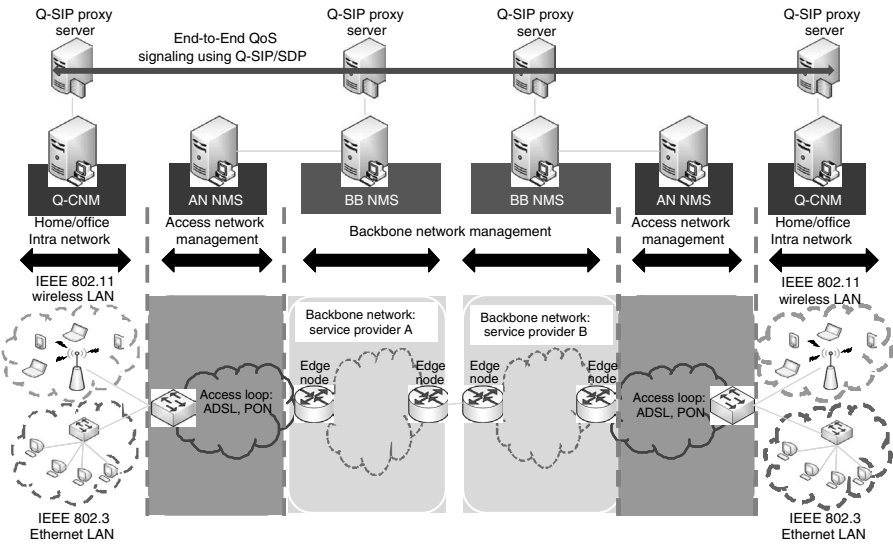 Q-SIP proxy
server
Q-SIP proxy
server
Q-SIP proxy
server
Q-SIP proxy
server
End-to-End QoS
signaling using Q-SIP/SDP
Q-CNM
AN NMS
BB NMS
BB NMS
AN NMS
Q-CNM
Home/office
Intra network
Access network
management
Backbone network management
Access network
management
Home/office
Intra network
IEEE 802.11
wireless LAN
IEEE 802.11
wireless LAN
Backbone network:
service provider A
Backbone network:
service provider B
Edge
node
Edge
node
Edge
node
Edge
node
Access loop:
ADSL, PON
Access loop:
ADSL, PON
IEEE 802.3
Ethernet LAN
IEEE 802.3
Ethernet LAN